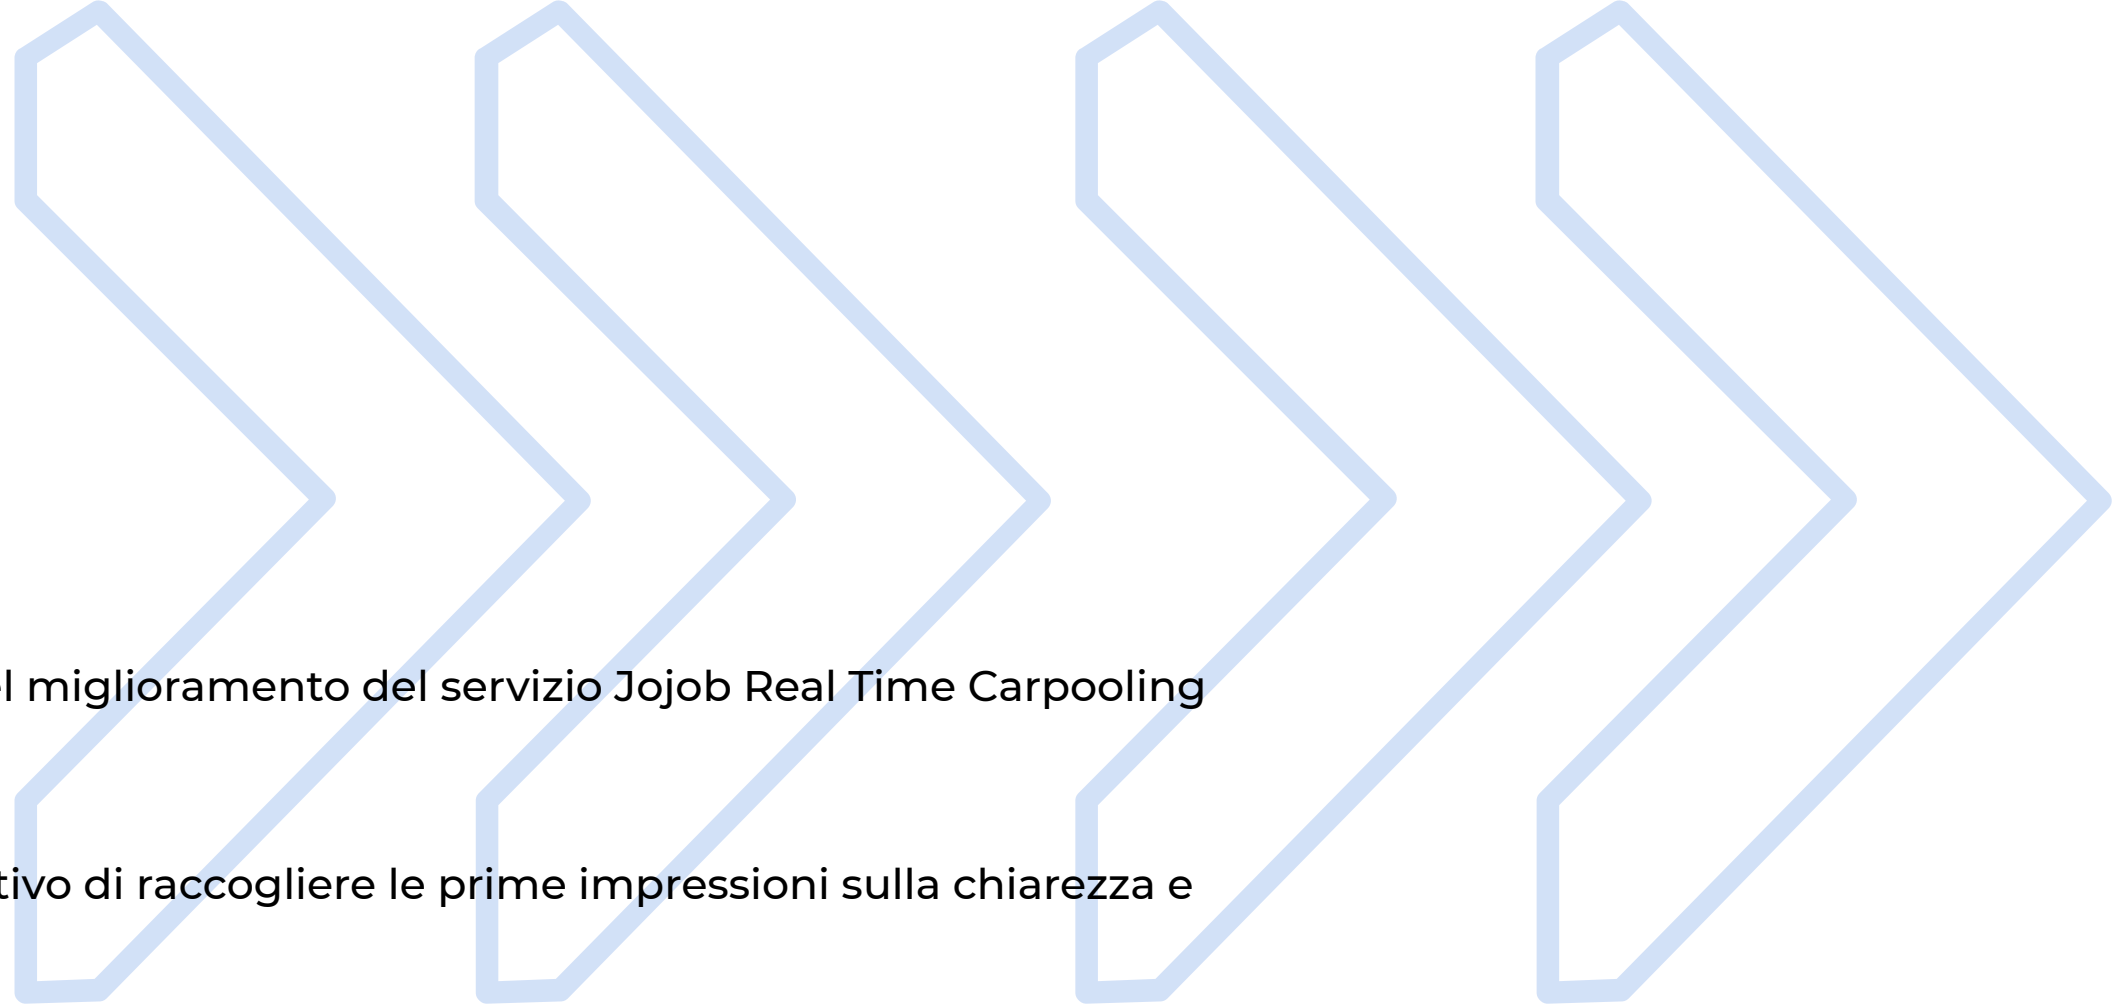 l miglioramento del servizio Jojob Real Time Carpooling
tivo di raccogliere le prime impressioni sulla chiarezza e